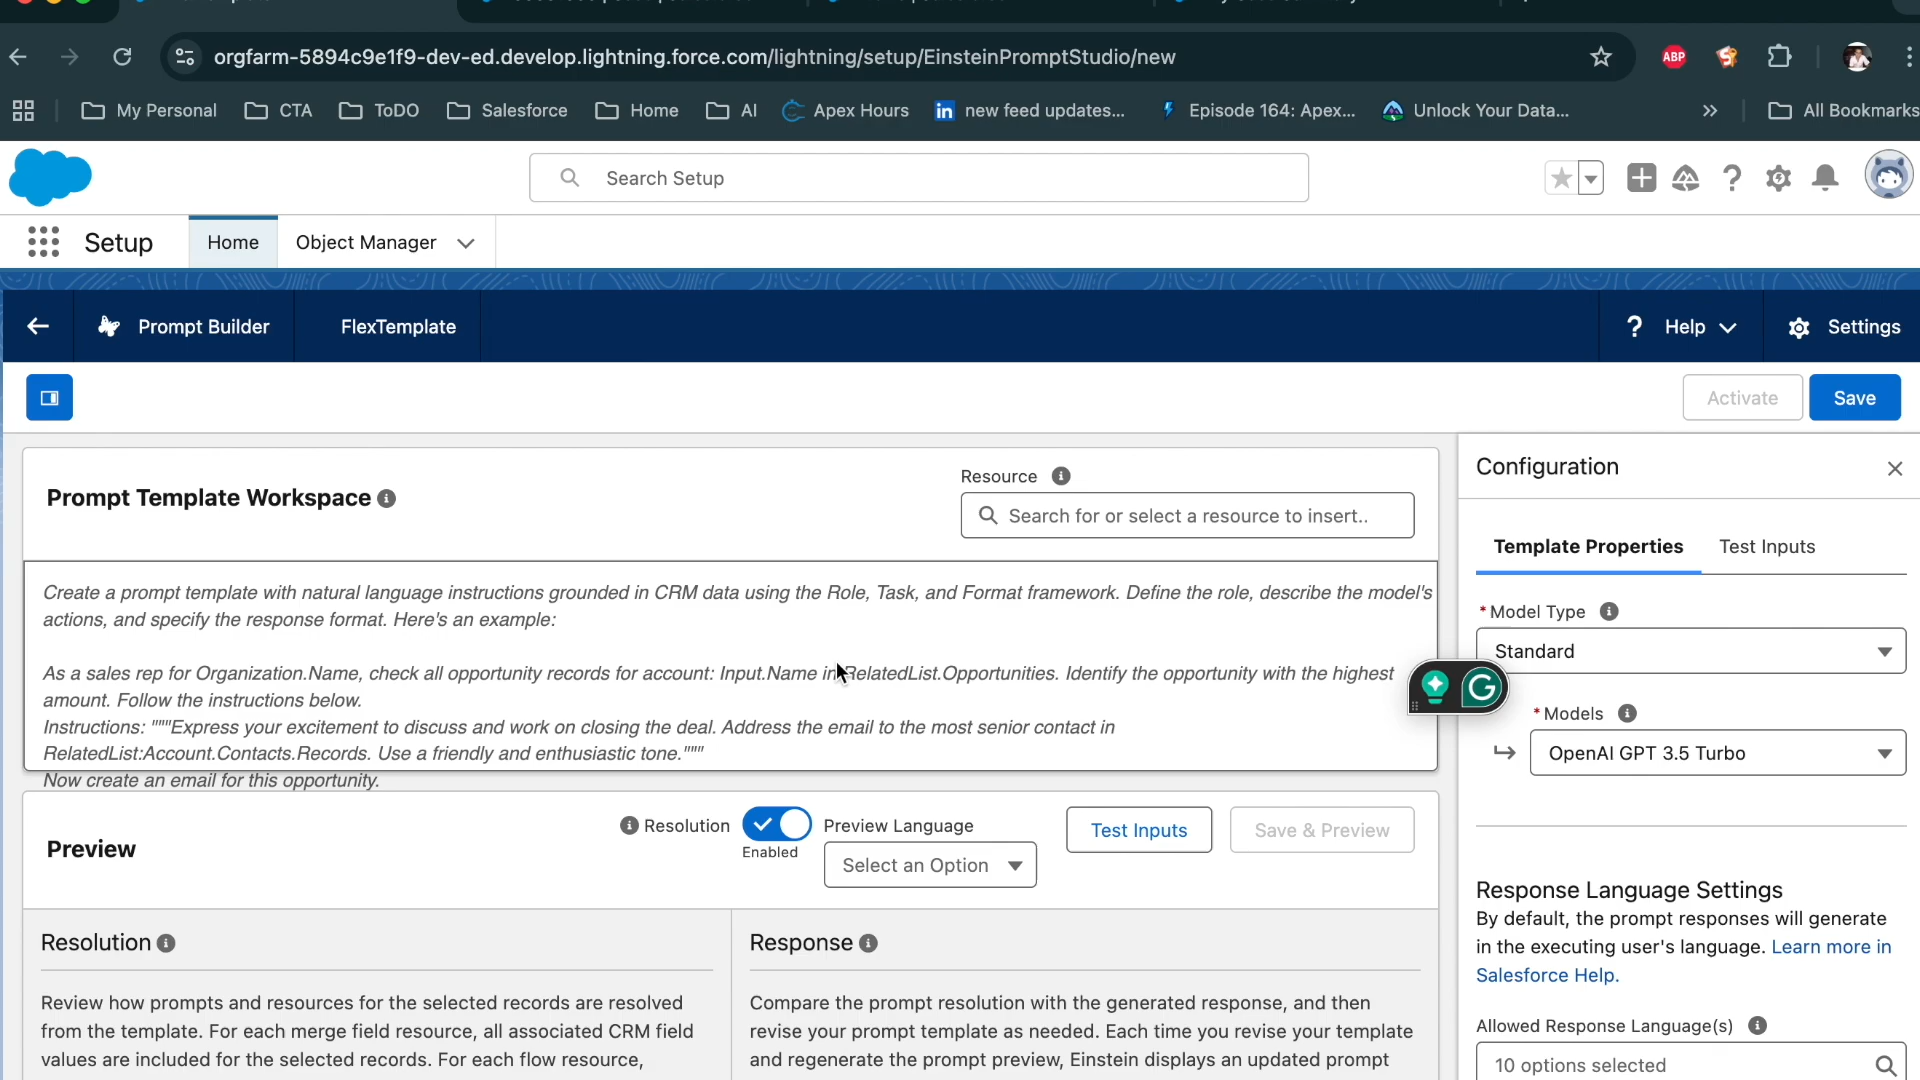 orgfarm-5894c9e1f9-dev-ed.develop.lightning.force.com/lightning/setup/EinsteinPromptStudio/new
ABP
My Personal
CTA
ToDO
Salesforce
Home
AI
Apex Hours
new feed updates...
Episode 164: Apex...
Unlock Your Data...
All Bookmarks
Search Setup
Setup
Home
Object Manager
Prompt Builder
FlexTemplate
Help
Settings
Activate
Save
Prompt Template Workspace
Resource
Search for or select a resource to insert..
Create a prompt template with natural language instructions grounded in CRM data using the Role, Task, and Format framework. Define the role, describe the model's
actions, and specify the response format. Here's an example:
As a sales rep for Organization.Name, check all opportunity records for account: Input.Name in RelatedList.Opportunities. Identify the opportunity with the highest
amount. Follow the instructions below.
Instructions: """Express your excitement to discuss and work on closing the deal. Address the email to the most senior contact in
RelatedList:Account.Contacts.Records. Use a friendly and enthusiastic tone."""
Now create an email for this opportunity.
Configuration
Template Properties
Test Inputs
* Model Type
Standard
* Models
OpenAI GPT 3.5 Turbo
Preview
Resolution
Enabled
Preview Language
Select an Option
Test Inputs
Save & Preview
Resolution
Review how prompts and resources for the selected records are resolved
from the template. For each merge field resource, all associated CRM field
values are included for the selected records. For each flow resource,
Response
Compare the prompt resolution with the generated response, and then
revise your prompt template as needed. Each time you revise your template
and regenerate the prompt preview, Einstein displays an updated prompt
Response Language Settings
By default, the prompt responses will generate
in the executing user's language. Learn more in
Salesforce Help.
Allowed Response Language(s)
10 options selected